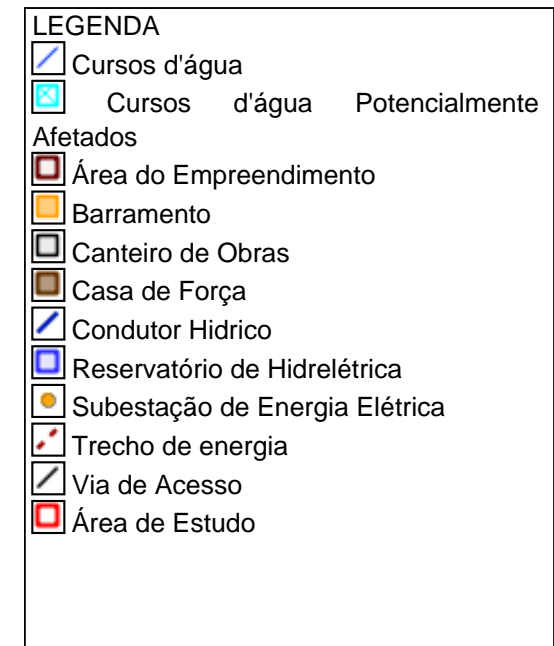 LEGENDA
Cursos d'água
Cursos d'água Potencialmente
Afetados
Área do Empreendimento
Barramento
Canteiro de Obras
Casa de Força
Condutor Hidrico
Reservatório de Hidrelétrica
Subestação de Energia Elétrica
Trecho de energia
Via de Acesso
Área de Estudo